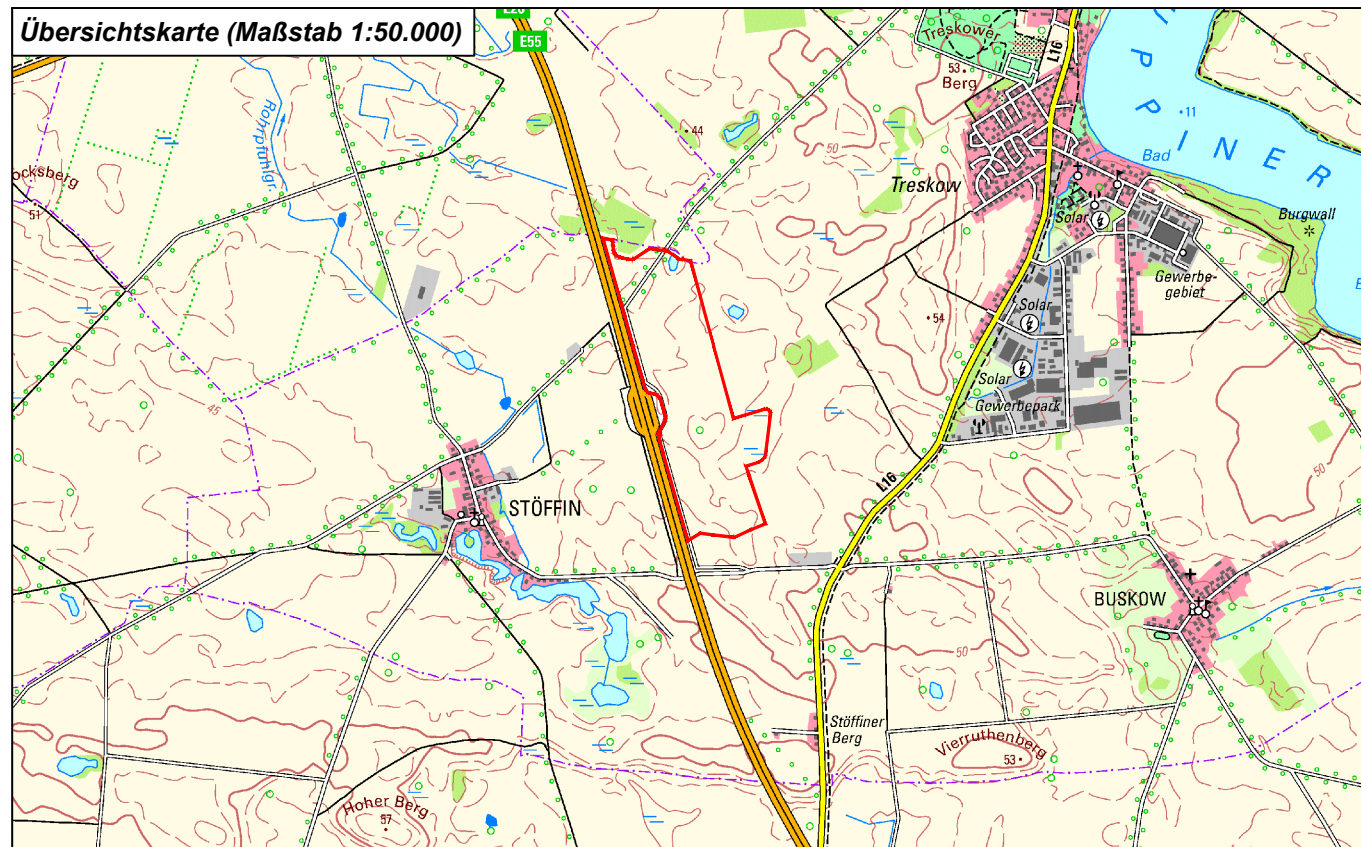 Übersichtskarte (Maßstab 1:50.000)
E26
E55
L16
Treskower
53
Berg
44
50
11
UPPINER
Bad
Rohrpfuhlgr.
ocksberg
51
Treskow
Solar
Burgwall
Gewerbe-
gebiet
54
Solar
Solar
Gewerbepark
45
50
L16
STÖFFIN
BUSKOW
50
Stöffiner
Berg
Vierruthenberg
53
Hoher Berg
57